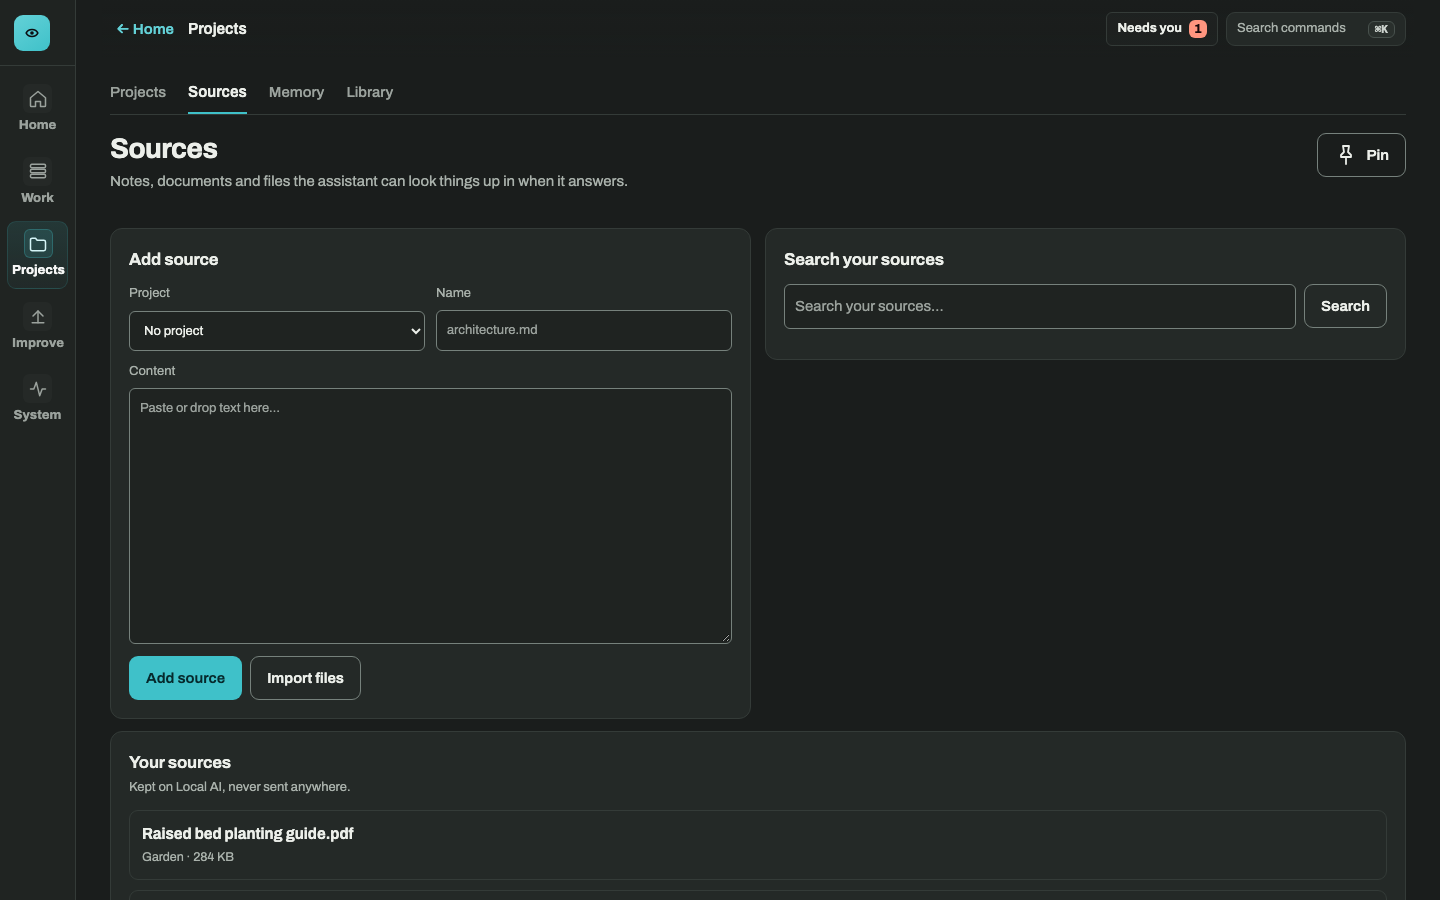 ← Home Projects
Needs you 1
Search commands ⌘K
Home
Work
Projects
Improve
System
Projects Sources Memory Library
Sources
Notes, documents and files the assistant can look things up in when it answers.
Pin
Add source
Project
Name
No project
architecture.md
Content
Paste or drop text here...
Add source
Import files
Search your sources
Search your sources...
Search
Your sources
Kept on Local AI, never sent anywhere.
Raised bed planting guide.pdf
Garden · 284 KB